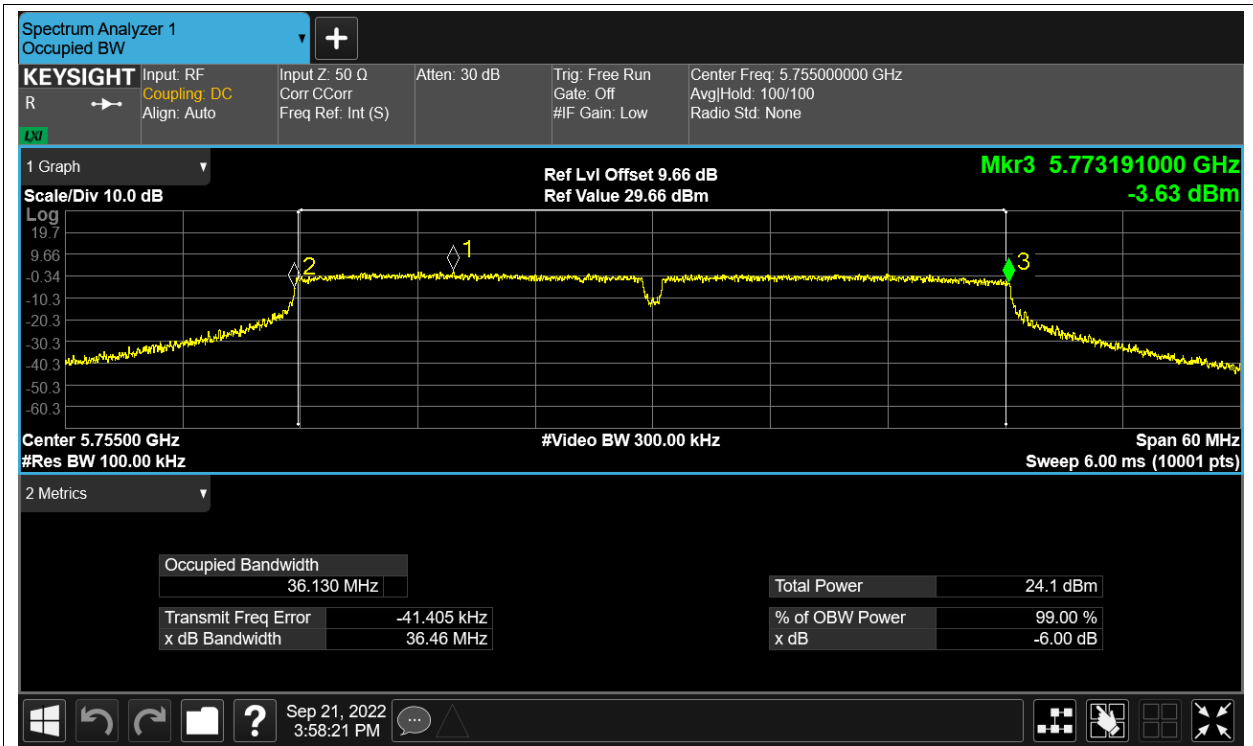 Spectrum Analyzer 1
Occupied BW
KEYSIGHT
R
LXI
Input: RF
Coupling: DC
Align: Auto
Input Z: 50 Ω
Corr CCorr
Freq Ref: Int (S)
Atten: 30 dB
Trig: Free Run
Gate: Off
#IF Gain: Low
Center Freq: 5.755000000 GHz
Avg|Hold: 100/100
Radio Std: None
1 Graph
Scale/Div 10.0 dB
Ref Lvl Offset 9.66 dB
Ref Value 29.66 dBm
Mkr3 5.773191000 GHz
-3.63 dBm
Log
19.7
9.66
-0.34
-10.3
-20.3
-30.3
-40.3
-50.3
-60.3
2
1
3
Center 5.75500 GHz
#Video BW 300.00 kHz
Span 60 MHz
#Res BW 100.00 kHz
Sweep 6.00 ms (10001 pts)
2 Metrics
Occupied Bandwidth
36.130 MHz
Transmit Freq Error -41.405 kHz
x dB Bandwidth 36.46 MHz
Total Power 24.1 dBm
% of OBW Power 99.00 %
x dB -6.00 dB
Sep 21, 2022
3:58:21 PM